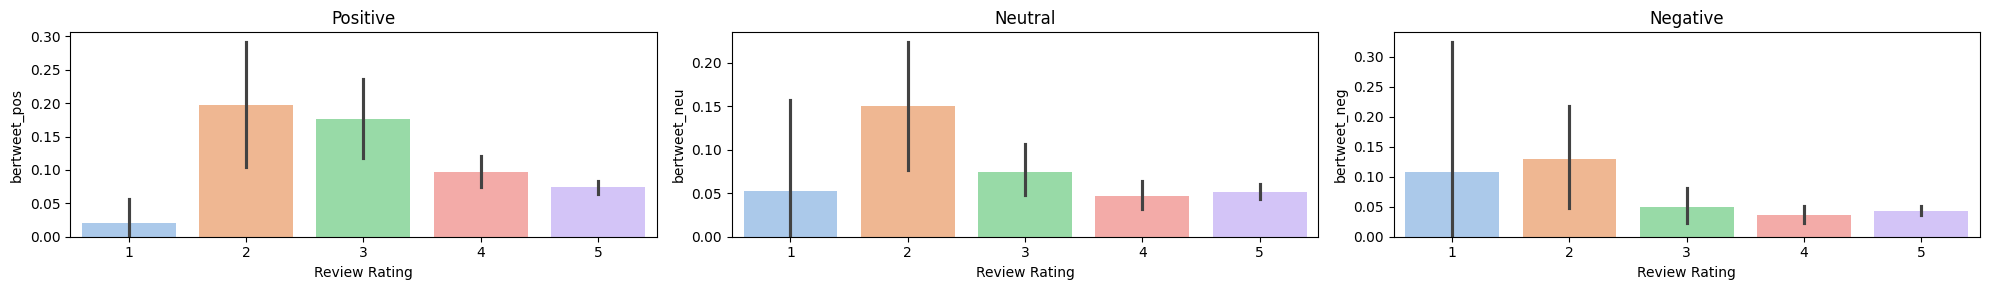 Positive
bertweet_pos
0.30
0.25
0.20
0.15
0.10
0.05
0.00
1 2 3 4 5
Review Rating
Neutral
bertweet_neu
0.20
0.15
0.10
0.05
0.00
1 2 3 4 5
Review Rating
Negative
bertweet_neg
0.30
0.25
0.20
0.15
0.10
0.05
0.00
1 2 3 4 5
Review Rating